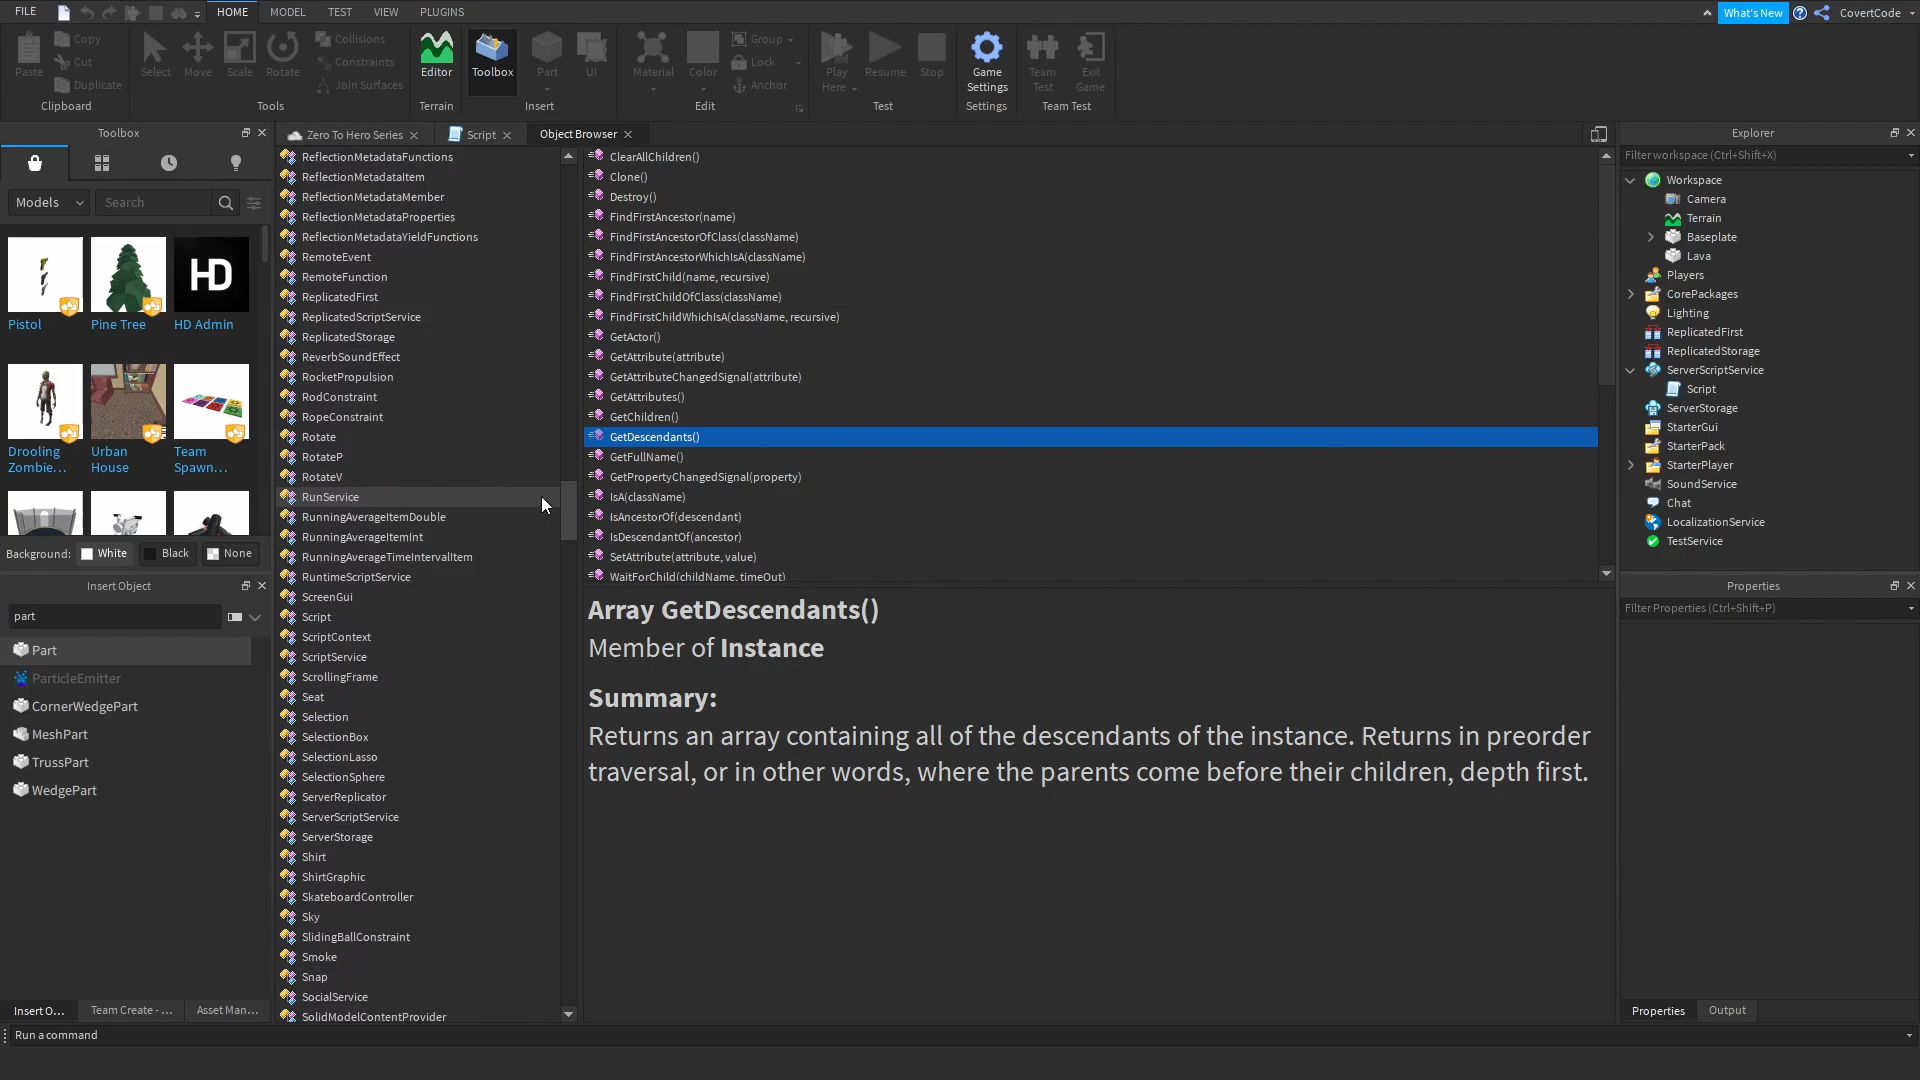 FILE
HOME
MODEL
TEST
VIEW
PLUGINS
What's New
CovertCode
Paste
Copy
Cut
Duplicate
Clipboard
Select
Move
Scale
Rotate
Collisions
Constraints
Join Surfaces
Tools
Editor
Terrain
Toolbox
Part
UI
Insert
Material
Color
Group
Lock
Anchor
Edit
Play
Here
Resume
Stop
Test
Game
Settings
Settings
Team
Test
Exit
Game
Team Test
Toolbox
Models
Search
Pistol
Pine Tree
HD
HD Admin
Drooling
Zombie...
Urban
House
Team
Spawn...
Background:
White
Black
None
Insert Object
part
Part
ParticleEmitter
CornerWedgePart
MeshPart
TrussPart
WedgePart
Insert O...
Team Create - ...
Asset Man...
Run a command
Zero To Hero Series
Script
Object Browser
ReflectionMetadataFunctions
ReflectionMetadataItem
ReflectionMetadataMember
ReflectionMetadataProperties
ReflectionMetadataYieldFunctions
RemoteEvent
RemoteFunction
ReplicatedFirst
ReplicatedScriptService
ReplicatedStorage
ReverbSoundEffect
RocketPropulsion
RodConstraint
RopeConstraint
Rotate
RotateP
RotateV
RunService
RunningAverageItemDouble
RunningAverageItemInt
RunningAverageTimeIntervalItem
RuntimeScriptService
ScreenGui
Script
ScriptContext
ScriptService
ScrollingFrame
Seat
Selection
SelectionBox
SelectionLasso
SelectionSphere
ServerReplicator
ServerScriptService
ServerStorage
Shirt
ShirtGraphic
SkateboardController
Sky
SlidingBallConstraint
Smoke
Snap
SocialService
SolidModelContentProvider
ClearAllChildren()
Clone()
Destroy()
FindFirstAncestor(name)
FindFirstAncestorOfClass(className)
FindFirstAncestorWhichIsA(className)
FindFirstChild(name, recursive)
FindFirstChildOfClass(className)
FindFirstChildWhichIsA(className, recursive)
GetActor()
GetAttribute(attribute)
GetAttributeChangedSignal(attribute)
GetAttributes()
GetChildren()
GetDescendants()
GetFullName()
GetPropertyChangedSignal(property)
IsA(className)
IsAncestorOf(descendant)
IsDescendantOf(ancestor)
SetAttribute(attribute, value)
WaitForChild(childName, timeOut)
Array GetDescendants()
Member of Instance
Summary:
Returns an array containing all of the descendants of the instance. Returns in preorder
traversal, or in other words, where the parents come before their children, depth first.
Explorer
Filter workspace (Ctrl+Shift+X)
Workspace
Camera
Terrain
Baseplate
Lava
Players
CorePackages
Lighting
ReplicatedFirst
ReplicatedStorage
ServerScriptService
Script
ServerStorage
StarterGui
StarterPack
StarterPlayer
SoundService
Chat
LocalizationService
TestService
Properties
Filter Properties (Ctrl+Shift+P)
Properties
Output